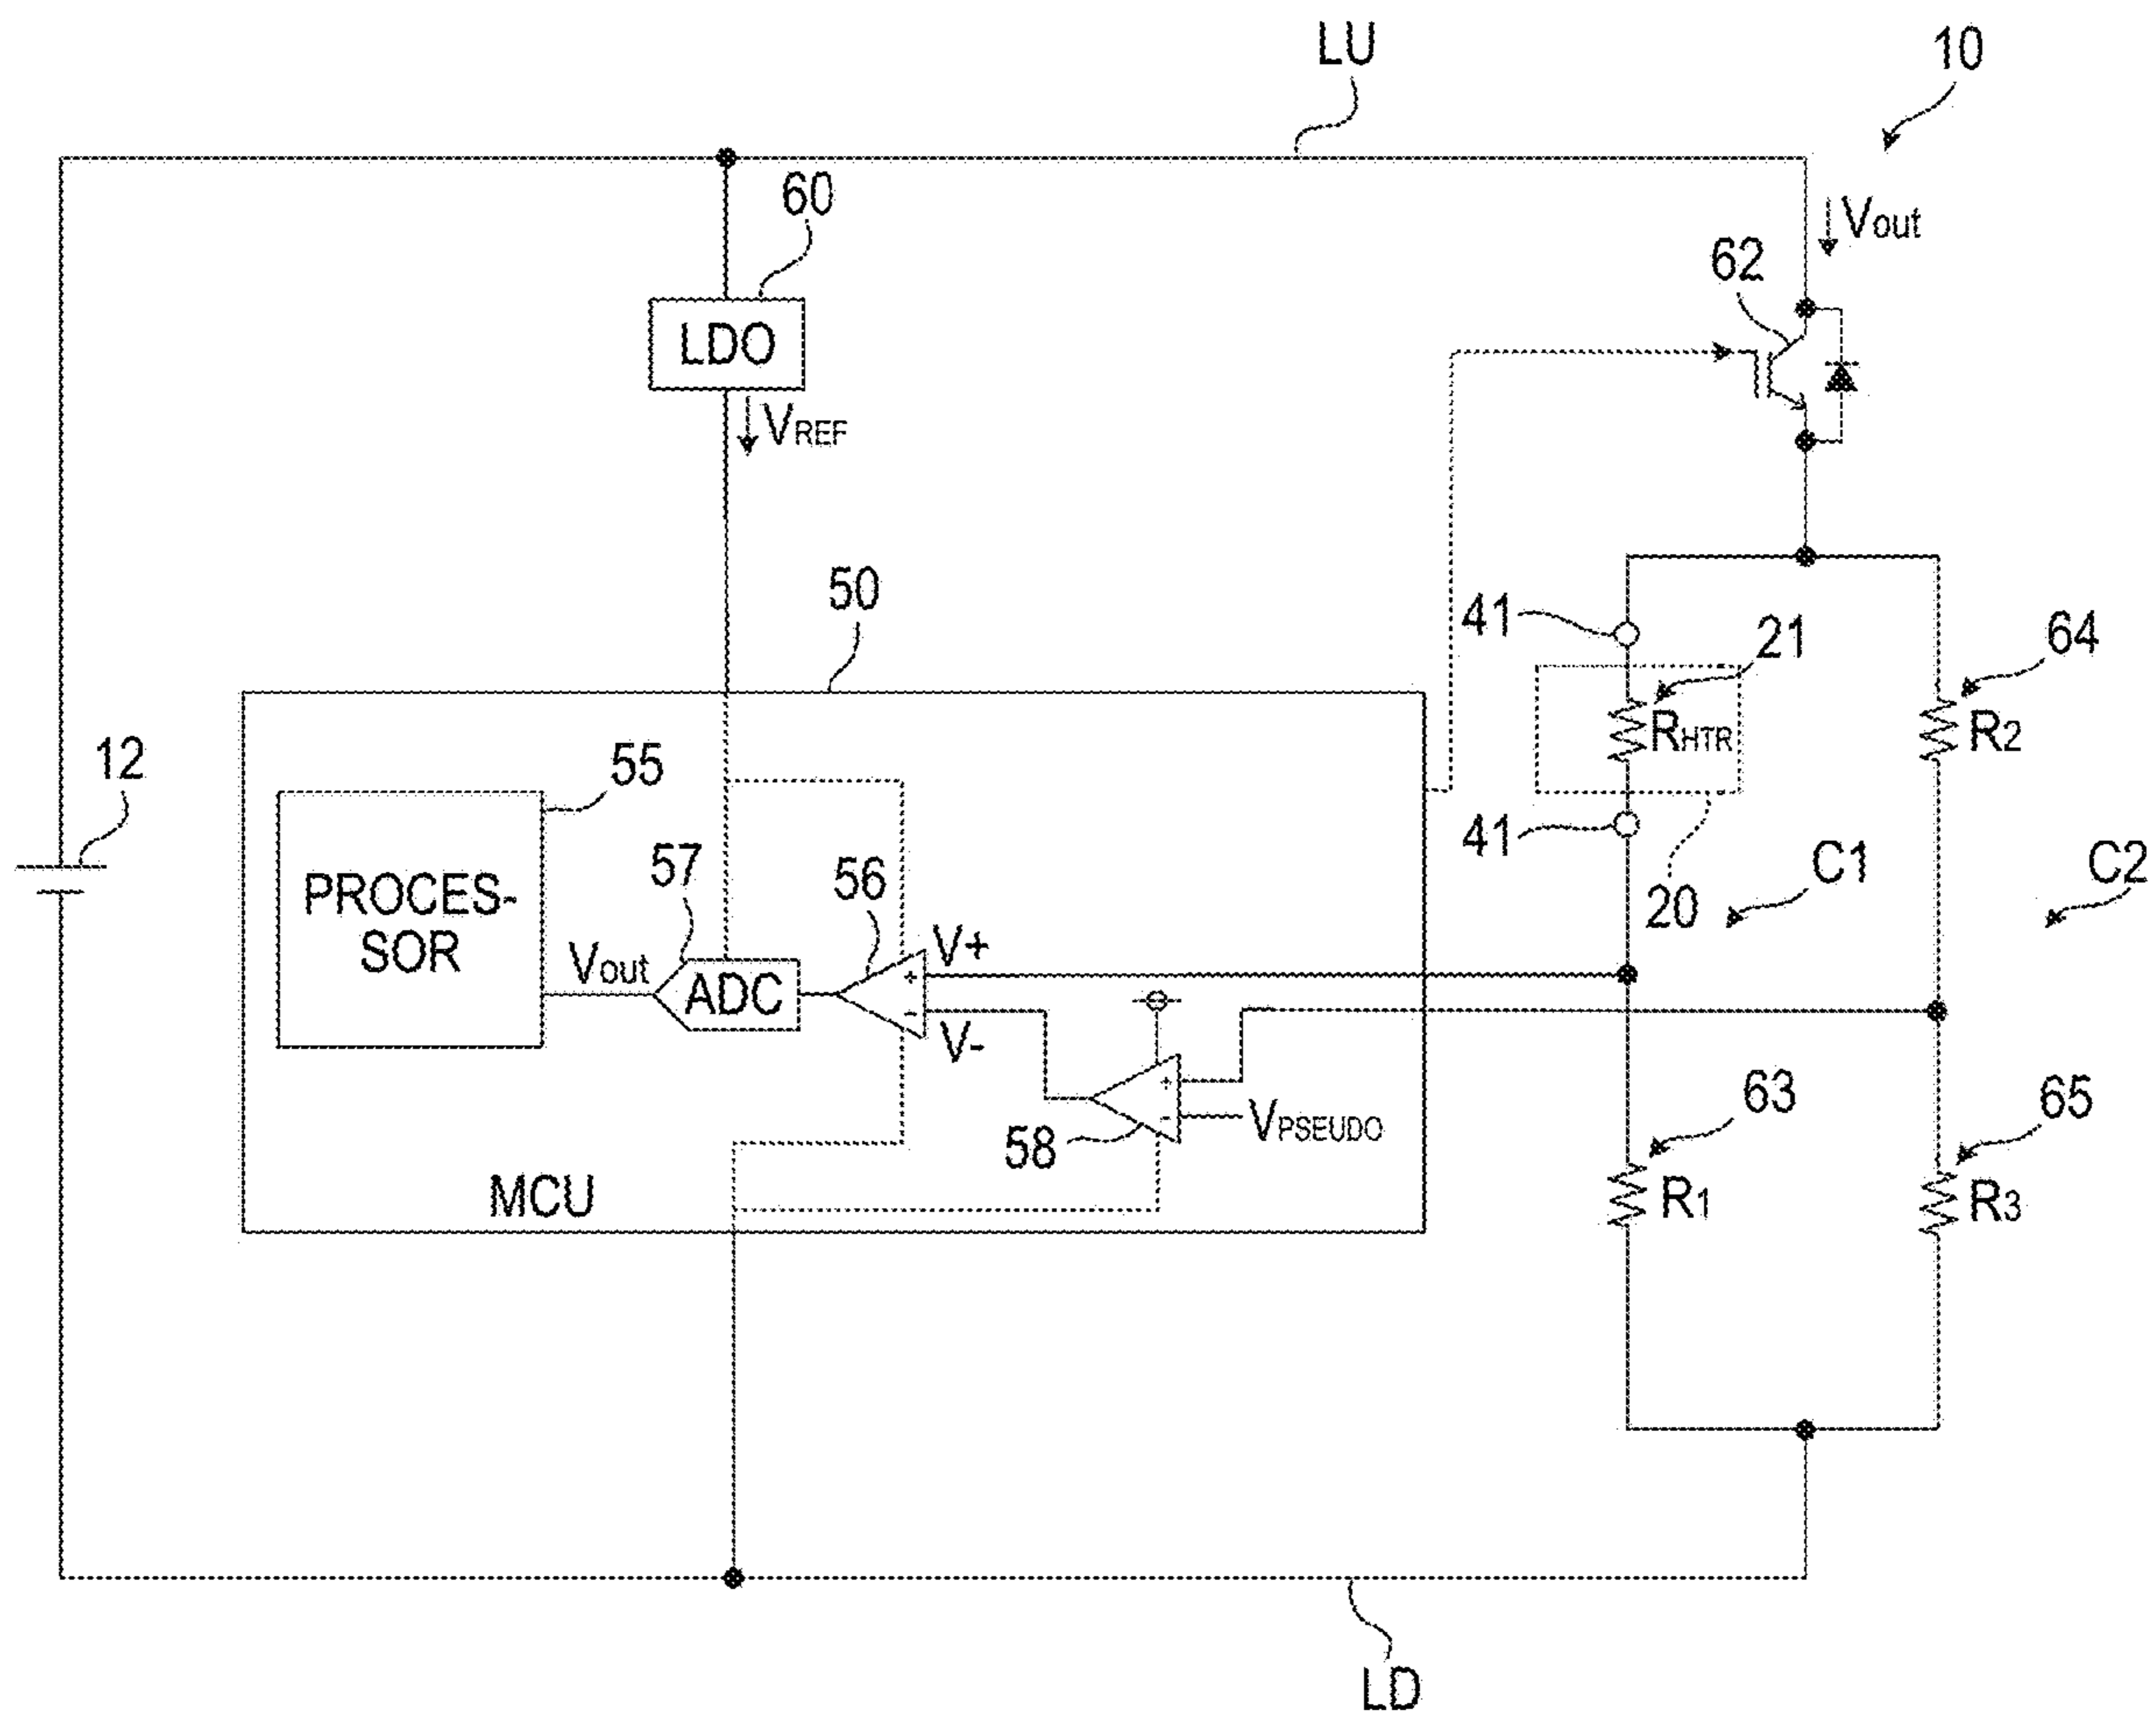 LU
10
60
Vout
62
LDO
VREF
50
41
21
64
RHTR
R2
12
55
41
57
56
C1
C2
PROCES-
SOR
20
V+
Vout
ADC
V-
63
65
VPSEUDO
58
MCU
R1
R3
LD